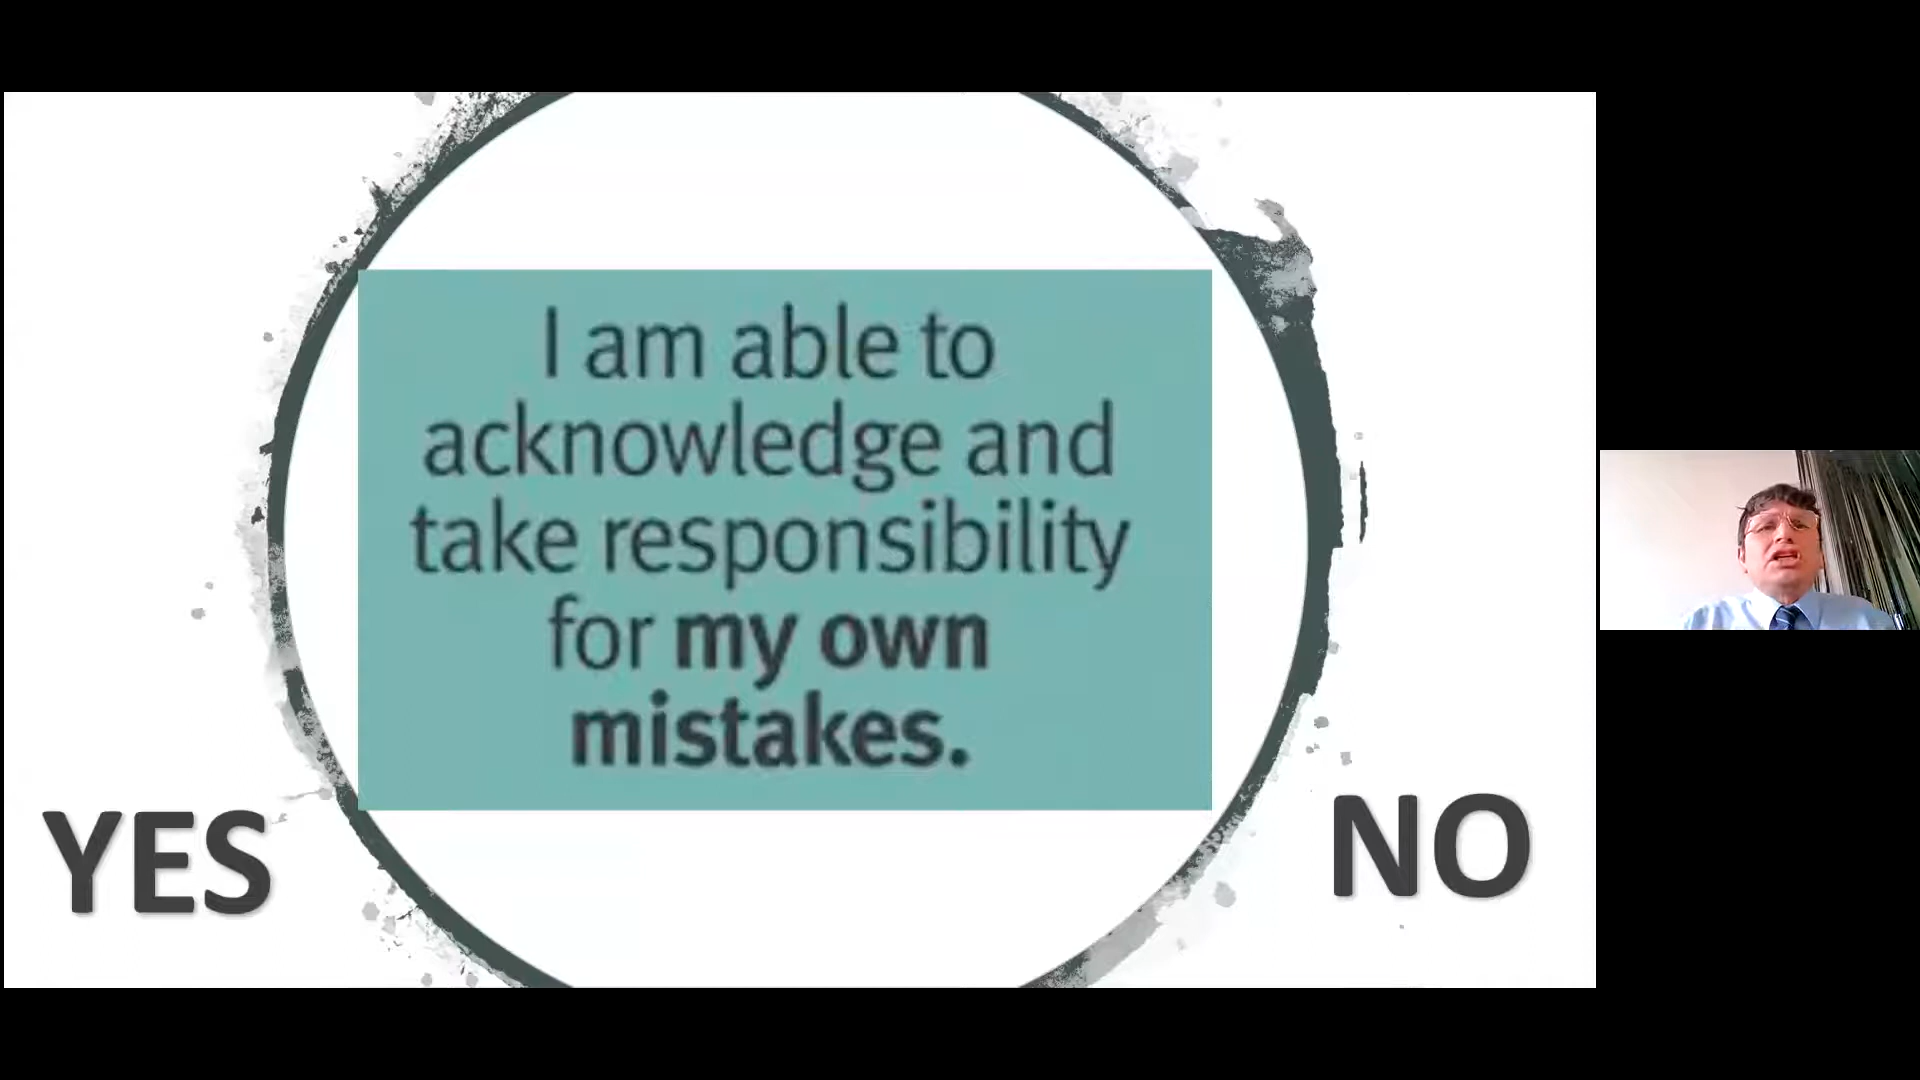 I am able to
acknowledge and
take responsibility
for my own
mistakes.
YES
NO